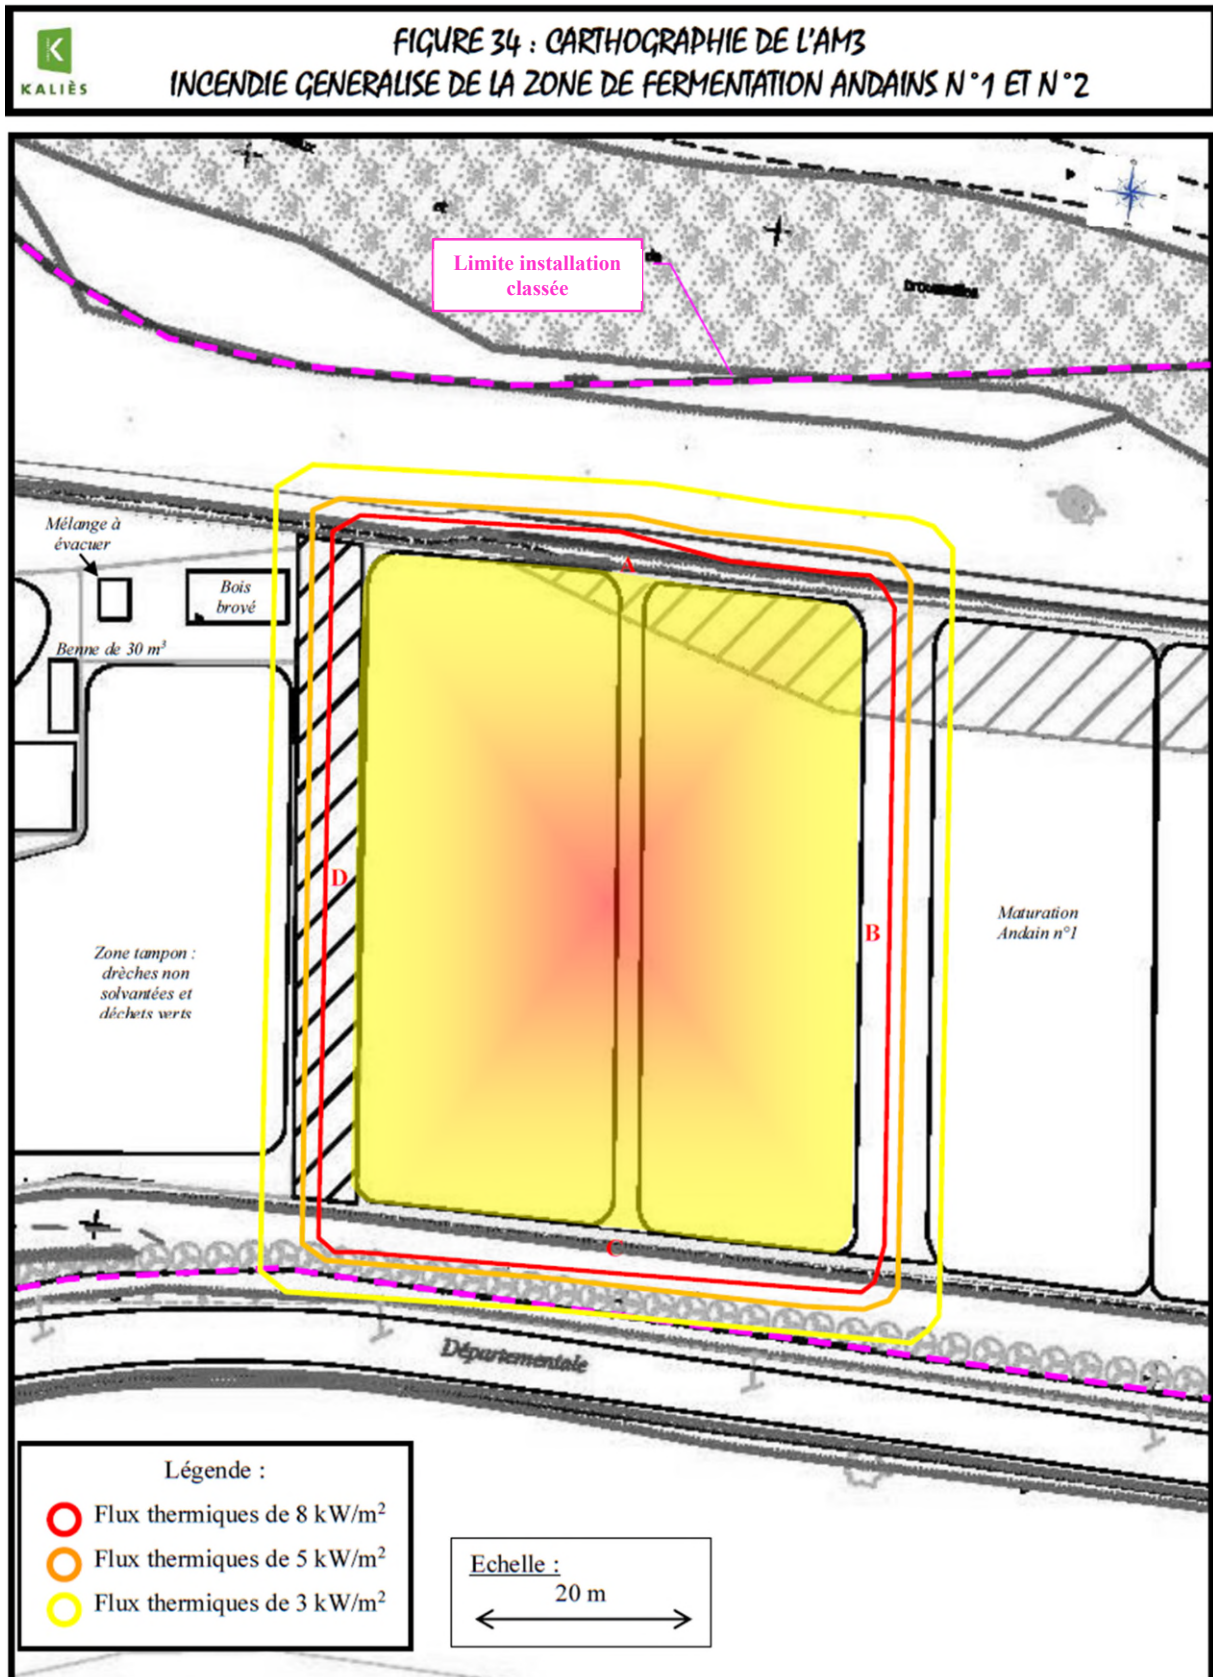 KALIÈS
FIGURE 34 : CARTHOGRAPHIE DE L'AM3
INCENDIE GENERALISE DE LA ZONE DE FERMENTATION ANDAINS N°1 ET N°2
et
de
Limite installation
classée
Mélange à
évacuer
Bois
broyé
Benne de 30 m³
A
D
B
Maturation
Andain n°1
Zone tampon :
drèches non
solvantées et
déchets verts
C
Départementale
Légende :
Flux thermiques de 8 kW/m²
Flux thermiques de 5 kW/m²
Flux thermiques de 3 kW/m²
Echelle :
20 m